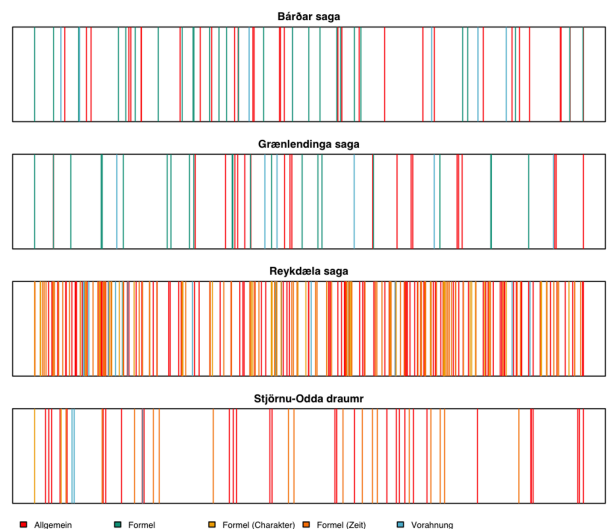 Bárðar saga
Grænlendinga saga
Reykdæla saga
Stjörnu-Odda draumr
Allgemein Formel Formel (Charakter) Formel (Zeit) Vorahnung